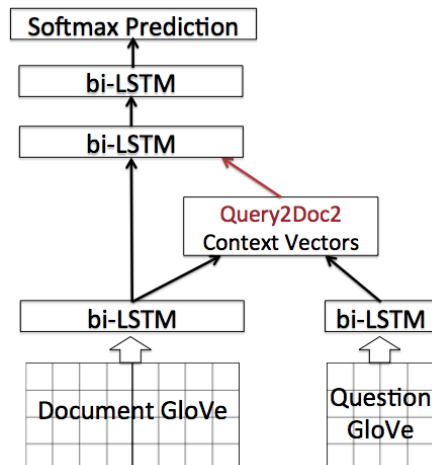 Softmax Prediction
bi-LSTM
bi-LSTM
Query2Doc2
Context Vectors
bi-LSTM
bi-LSTM
Document GloVe
Question
GloVe